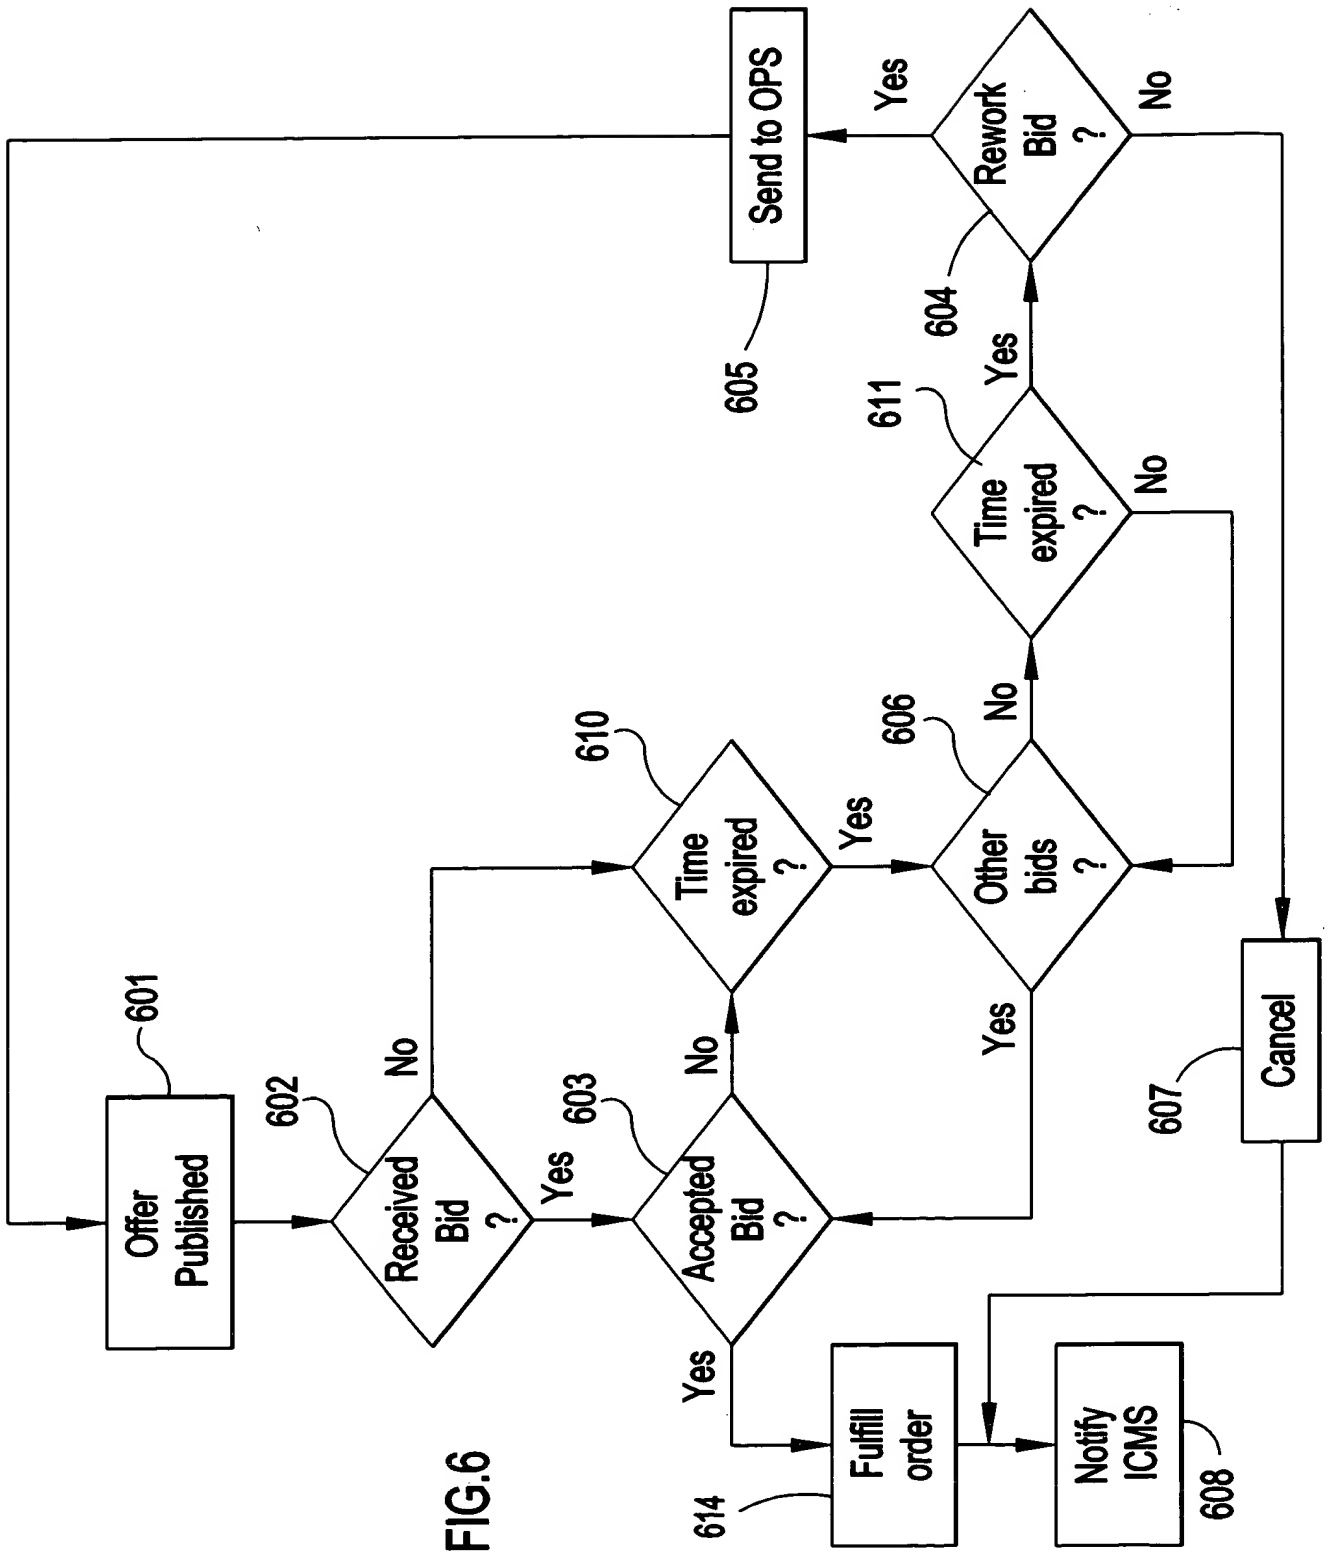 FIG.6
Offer
Published
601
Received
Bid
?
602
No
Yes
Accepted
Bid
?
603
No
Yes
Time
expired
?
610
Yes
Fulfill
order
614
Notify
ICMS
608
Other
bids
?
606
Yes
No
Time
expired
?
611
Yes
No
Rework
Bid
?
604
Yes
No
Send to OPS
605
Cancel
607